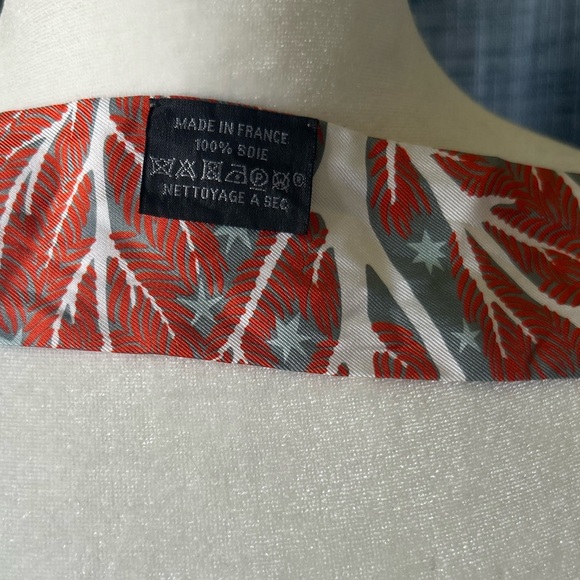 MADE IN FRANCE
100% SOIE
NETTOYAGE A SEC